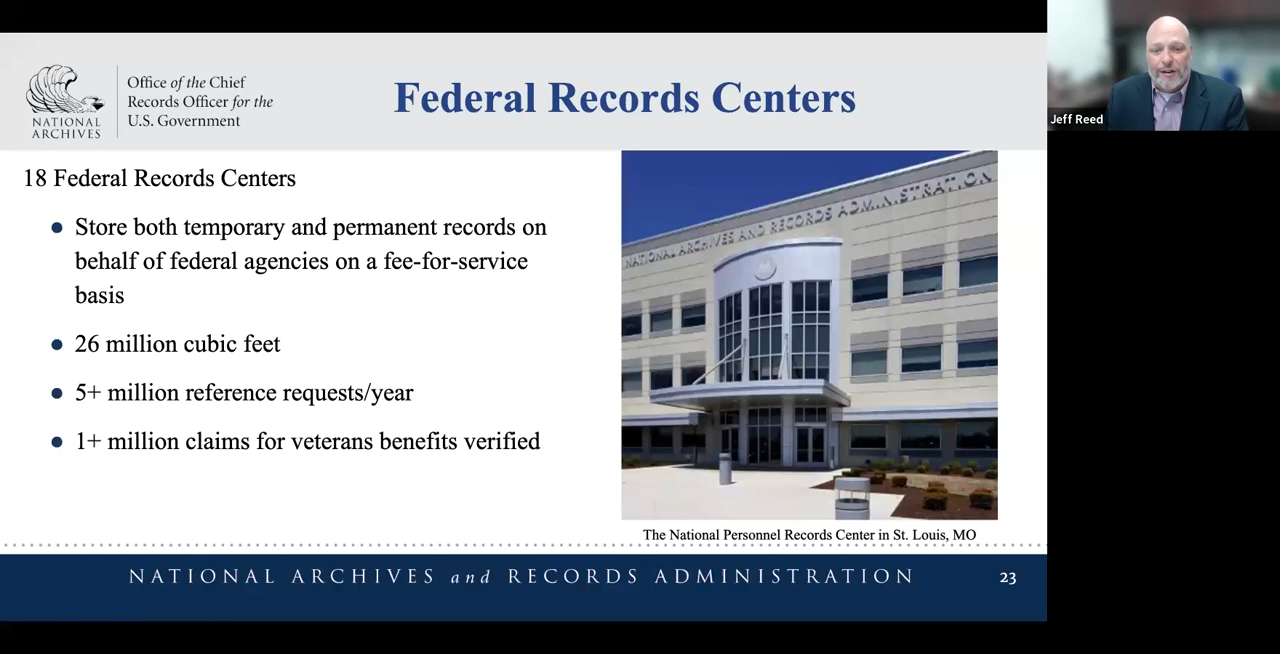 NATIONAL
ARCHIVES
Office of the Chief
Records Officer for the
U.S. Government
Federal Records Centers
Jeff Reed
18 Federal Records Centers
● Store both temporary and permanent records on
behalf of federal agencies on a fee-for-service
basis
● 26 million cubic feet
● 5+ million reference requests/year
● 1+ million claims for veterans benefits verified
NATIONAL ARCHIVES AND RECORDS ADMINISTRATION
The National Personnel Records Center in St. Louis, MO
NATIONAL ARCHIVES and RECORDS ADMINISTRATION
23